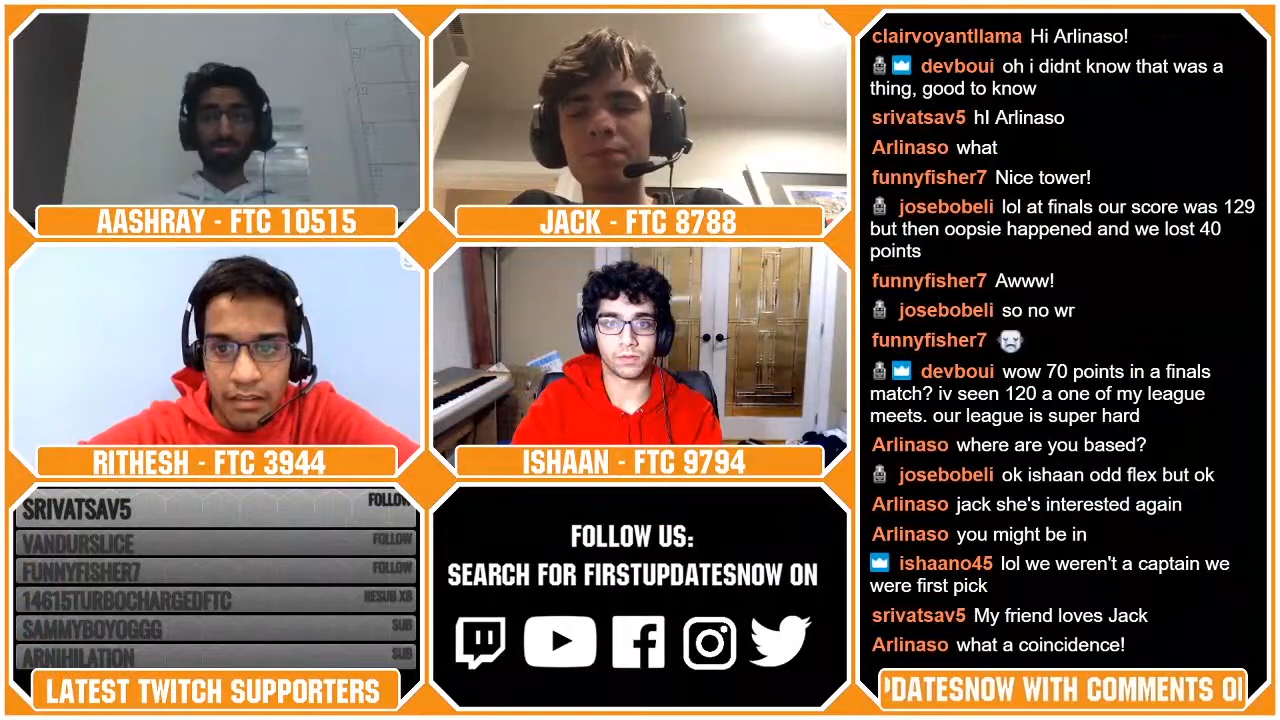 AASHRAY - FTC 10515
JACK - FTC 8788
RITHESH - FTC 3944
ISHAAN - FTC 9794
SRIVATSAV5 FOLLOW
VANDURSLICE FOLLOW
FUNNYFISHER7 FOLLOW
14615TURBOCHARGEDFTC RESUB X8
SAMMYBOYOGGG SUB
ARNIHILATION SUB
LATEST TWITCH SUPPORTERS
FOLLOW US:
SEARCH FOR FIRSTUPDATESNOW ON
clairvoyantllama Hi Arlinaso!
devboui oh i didnt know that was a
thing, good to know
srivatsav5 hI Arlinaso
Arlinaso what
funnyfisher7 Nice tower!
josebobeli lol at finals our score was 129
but then oopsie happened and we lost 40
points
funnyfisher7 Awww!
josebobeli so no wr
funnyfisher7
devboui wow 70 points in a finals
match? iv seen 120 a one of my league
meets. our league is super hard
Arlinaso where are you based?
josebobeli ok ishaan odd flex but ok
Arlinaso jack she's interested again
Arlinaso you might be in
ishaano45 lol we weren't a captain we
were first pick
srivatsav5 My friend loves Jack
Arlinaso what a coincidence!
PDATESNOW WITH COMMENTS